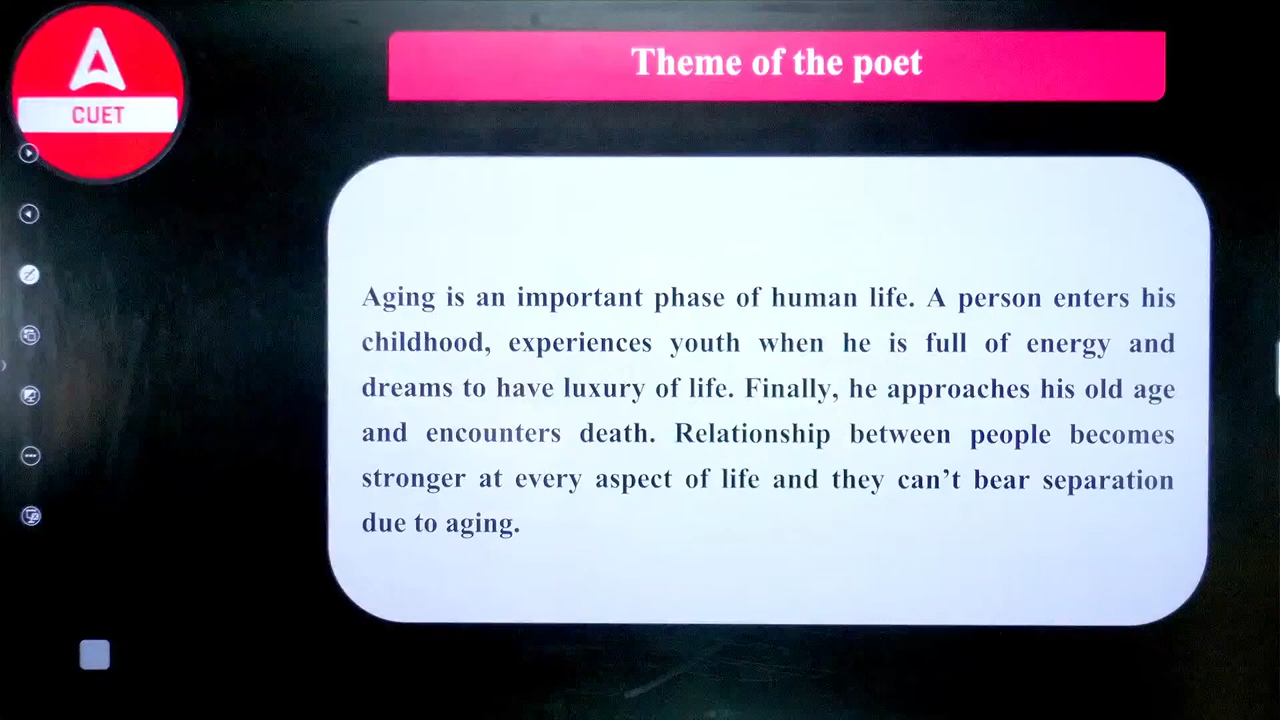 CUET
Theme of the poet
Aging is an important phase of human life. A person enters his
childhood, experiences youth when he is full of energy and
dreams to have luxury of life. Finally, he approaches his old age
and encounters death. Relationship between people becomes
stronger at every aspect of life and they can’t bear separation
due to aging.